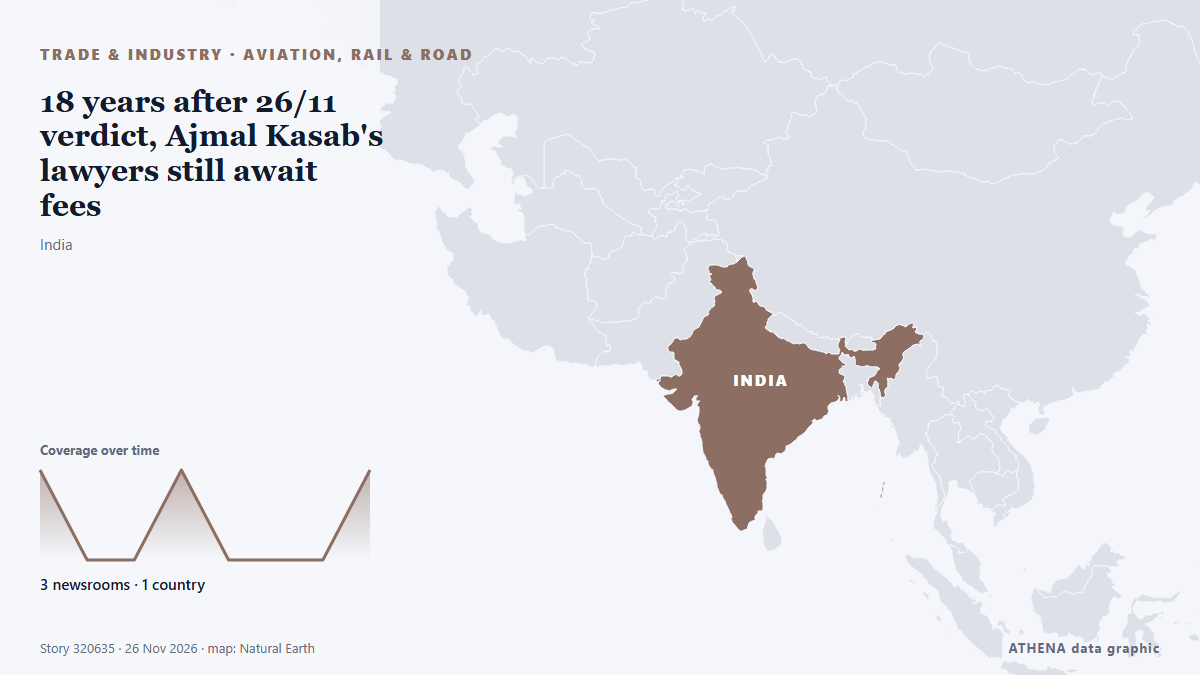 TRADE & INDUSTRY · AVIATION, RAIL & ROAD
18 years after 26/11
verdict, Ajmal Kasab's
lawyers still await
fees
India
INDIA
Coverage over time
3 newsrooms · 1 country
Story 320635 · 26 Nov 2026 · map: Natural Earth
ATHENA data graphic